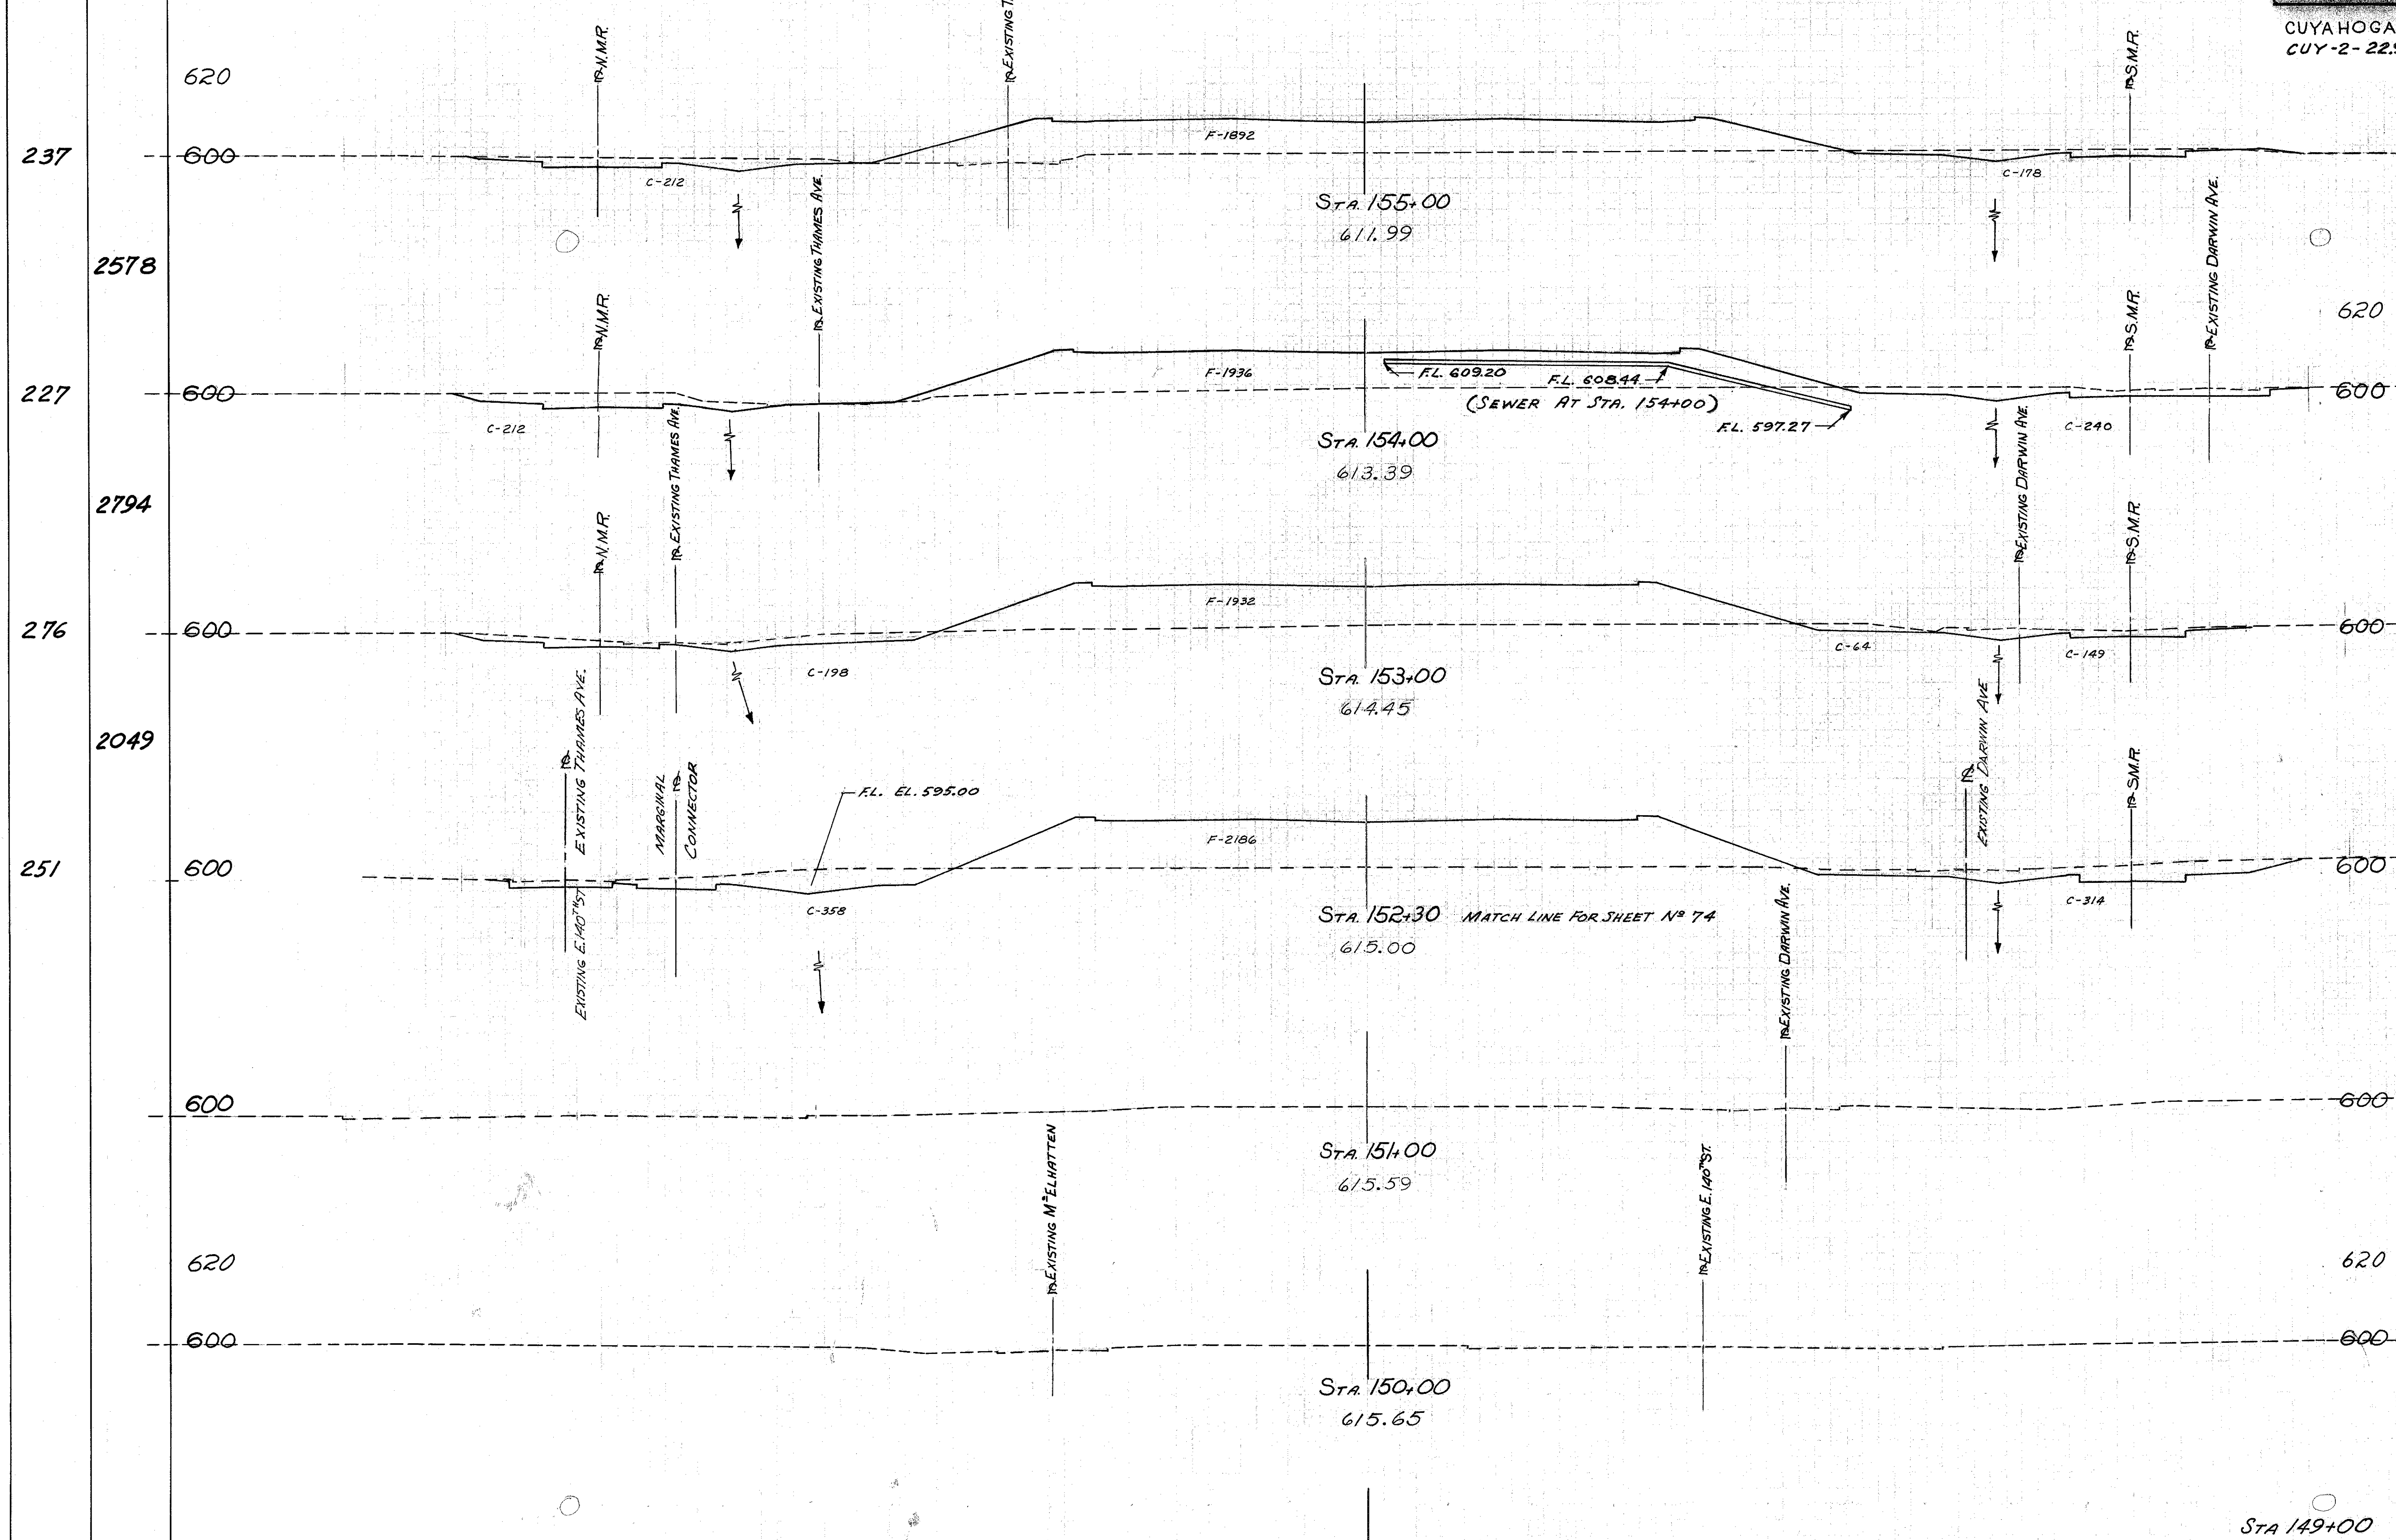 CUYAHOGA
CUY-2-22.
620
N.M.R.
EXISTING
S.M.R.
237
600
F-1892
C-212
C-178
STA. 155+00
611.99
EXISTING THAMES AVE.
EXISTING DARWIN AVE.
2578
N.M.R.
S.M.R.
620
227
600
F-1936
F.L. 609.20
F.L. 608.44
(SEWER AT STA. 154+00)
F.L. 597.27
600
C-212
C-240
STA. 154+00
613.39
EXISTING THAMES AVE.
EXISTING DARWIN AVE.
2794
N.M.R.
S.M.R.
276
600
F-1932
600
C-198
C-64
C-149
STA. 153+00
614.45
2049
EXISTING THAMES AVE.
MARGINAL
CONNECTOR
F.L. EL. 595.00
EXISTING DARWIN AVE
S.M.R.
251
600
F-2186
600
EXISTING E.140TH ST
C-358
C-314
STA. 152+30 MATCH LINE FOR SHEET Nº 74
615.00
EXISTING DARWIN AVE.
600
600
STA. 151+00
615.59
EXISTING McELHATTEN
EXISTING E.140TH ST.
620
620
600
600
STA. 150+00
615.65
STA 149+00